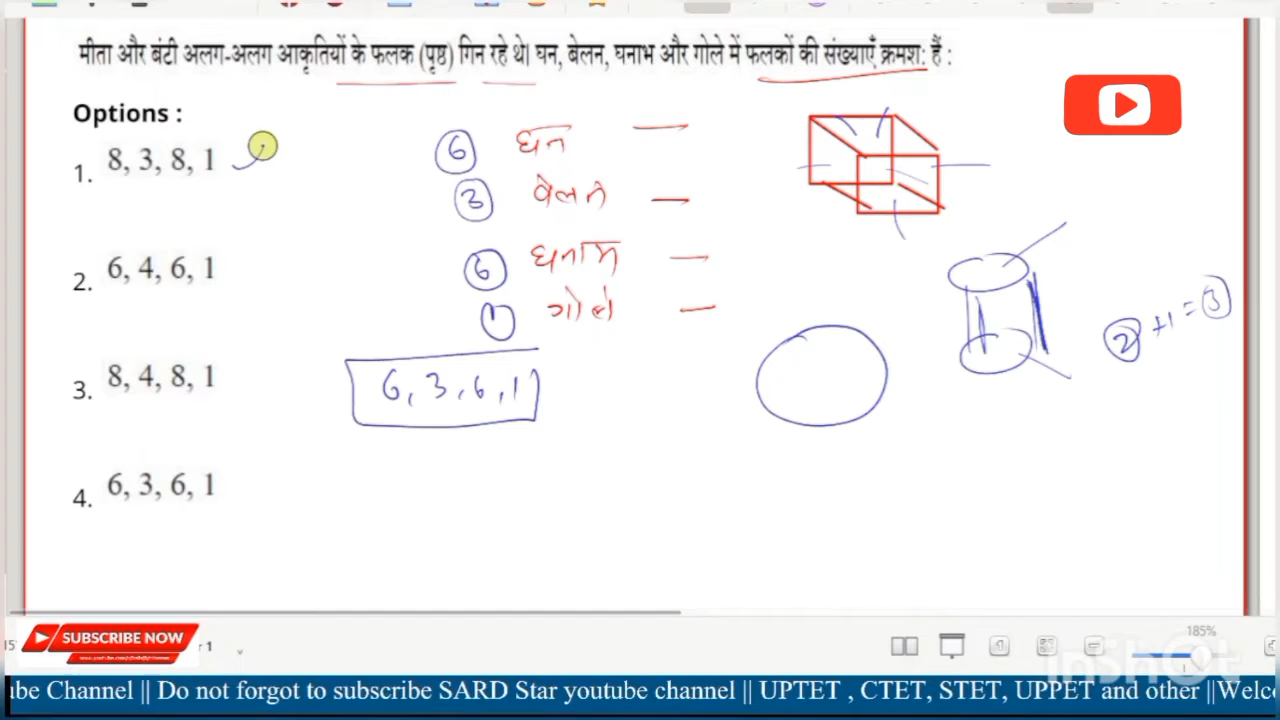 मीता और बंटी अलग-अलग आकृतियों के फलक (पृष्ठ) गिन रहे थे। घन, बेलन, घनाभ और गोले में फलकों की संख्याएँ क्रमश: हैं :
Options :
1. 8, 3, 8, 1
2. 6, 4, 6, 1
3. 8, 4, 8, 1
4. 6, 3, 6, 1
6 घन —
3 बेलन —
6 घनाभ —
1 गोले —
6, 3, 6, 1
2 +1 = 3
185%
SUBSCRIBE NOW
InShOt
ube Channel || Do not forgot to subscribe SARD Star youtube channel || UPTET , CTET, STET, UPPET and other ||Welco